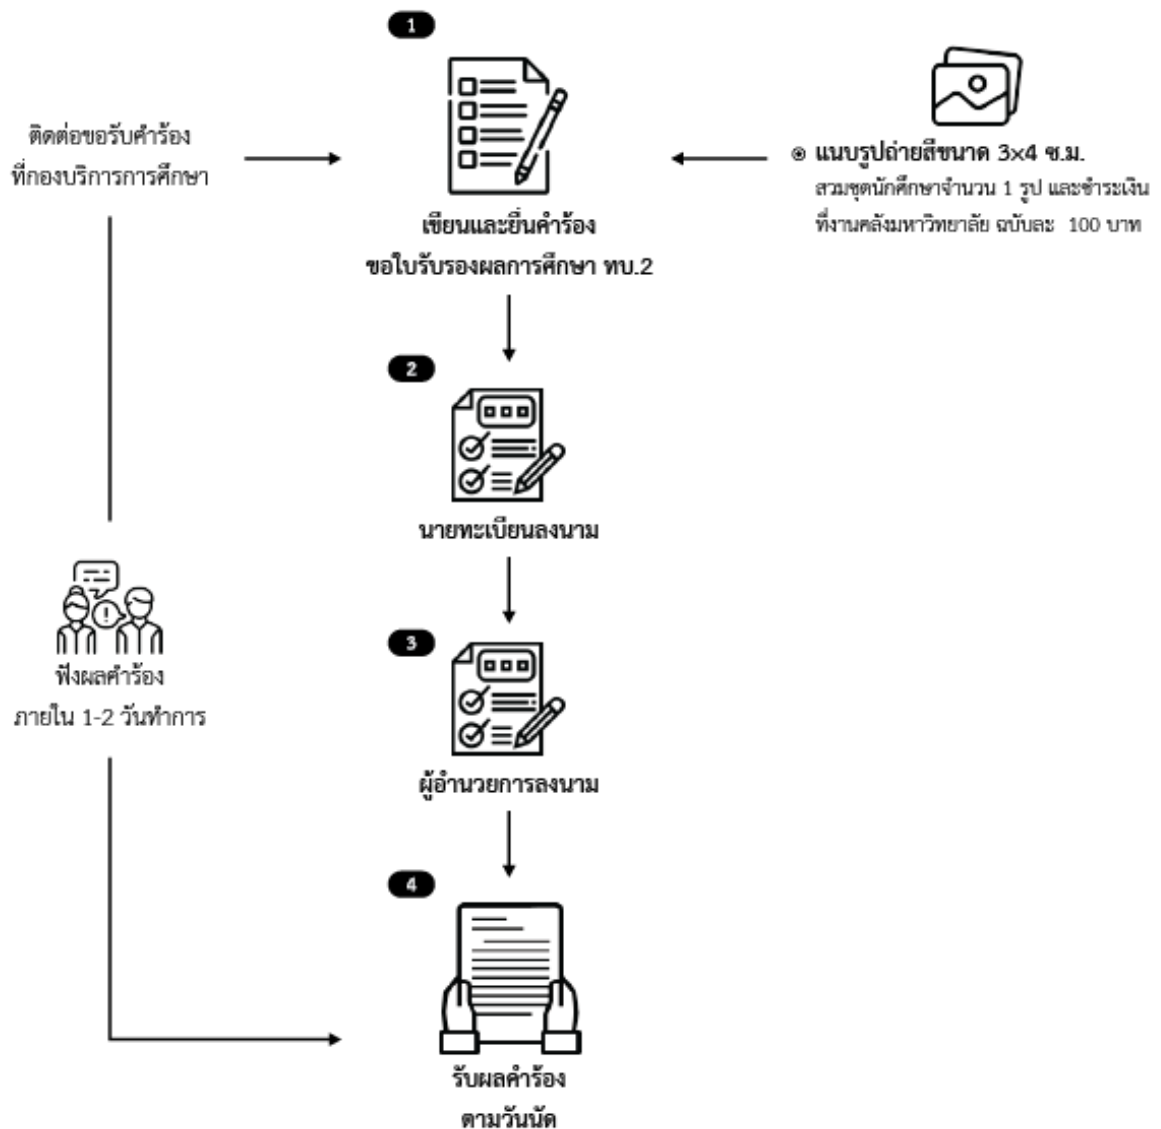 1
ติดต่อขอรับคำร้อง
ที่กองบริการการศึกษา
เขียนและยื่นคำร้อง
ขอใบรับรองผลการศึกษา ทบ.2
๏ แนบรูปถ่ายสีขนาด 3×4 ซ.ม.
สวมชุดนักศึกษาจำนวน 1 รูป และชำระเงิน
ที่งานคลังมหาวิทยาลัย ฉบับละ 100 บาท
2
นายทะเบียนลงนาม
3
ผู้อำนวยการลงนาม
ฟังผลคำร้อง
ภายใน 1-2 วันทำการ
4
รับผลคำร้อง
ตามวันนัด